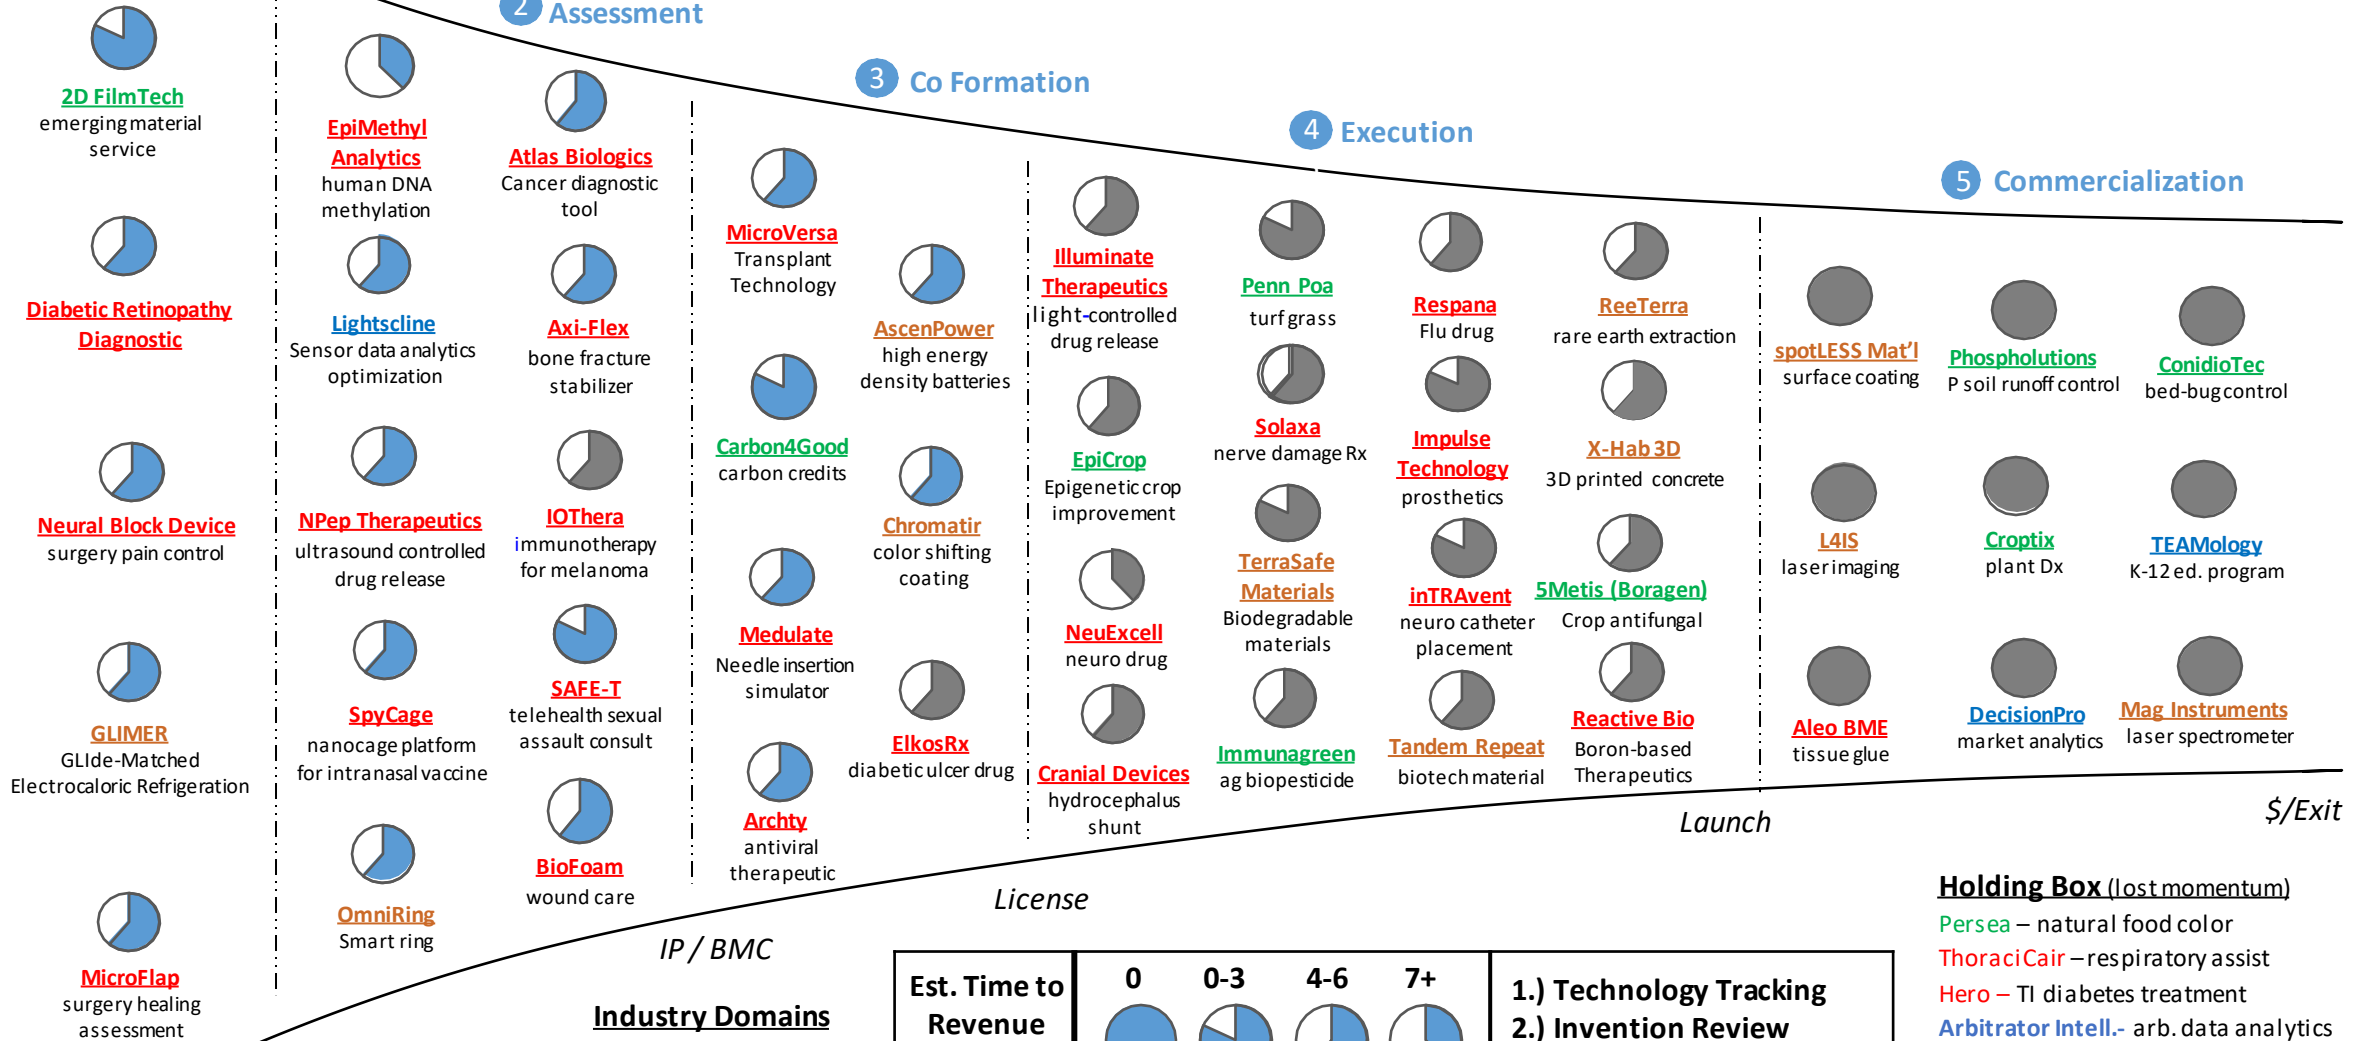 2 Assessment
3 Co Formation
4 Execution
5 Commercialization
2D FilmTech
emerging material
service
Diabetic Retinopathy
Diagnostic
Neural Block Device
surgery pain control
GLIMER
GLIde-Matched
Electrocaloric Refrigeration
MicroFlap
surgery healing
assessment
EpiMethyl
Analytics
human DNA
methylation
Lightscline
Sensor data analytics
optimization
NPep Therapeutics
ultrasound controlled
drug release
SpyCage
nanocage platform
for intranasal vaccine
OmniRing
Smart ring
Atlas Biologics
Cancer diagnostic
tool
Axi-Flex
bone fracture
stabilizer
IOThera
immunotherapy
for melanoma
SAFE-T
telehealth sexual
assault consult
BioFoam
wound care
MicroVersa
Transplant
Technology
Carbon4Good
carbon credits
Medulate
Needle insertion
simulator
Archty
antiviral
therapeutic
AscenPower
high energy
density batteries
Chromatir
color shifting
coating
ElkosRx
diabetic ulcer drug
Illuminate
Therapeutics
light-controlled
drug release
EpiCrop
Epigenetic crop
improvement
NeuExcell
neuro drug
Cranial Devices
hydrocephalus
shunt
Penn Poa
turf grass
Solaxa
nerve damage Rx
TerraSafe
Materials
Biodegradable
materials
Immunagreen
ag biopesticide
Respana
Flu drug
Impulse
Technology
prosthetics
inTRAvent
neuro catheter
placement
Tandem Repeat
biotech material
ReeTerra
rare earth extraction
X-Hab 3D
3D printed concrete
5Metis (Boragen)
Crop antifungal
Reactive Bio
Boron-based
Therapeutics
spotLESS Mat'l
surface coating
L4IS
laser imaging
Aleo BME
tissue glue
Phospholutions
P soil runoff control
Croptix
plant Dx
DecisionPro
market analytics
ConidioTec
bed-bug control
TEAMology
K-12 ed. program
Mag Instruments
laser spectrometer
IP / BMC
License
Launch
$/Exit
Industry Domains
Est. Time to
Revenue
0 0-3 4-6 7+
1.) Technology Tracking
2.) Invention Review
Holding Box (lost momentum)
Persea – natural food color
ThoraciCair – respiratory assist
Hero – TI diabetes treatment
Arbitrator Intell.- arb. data analytics